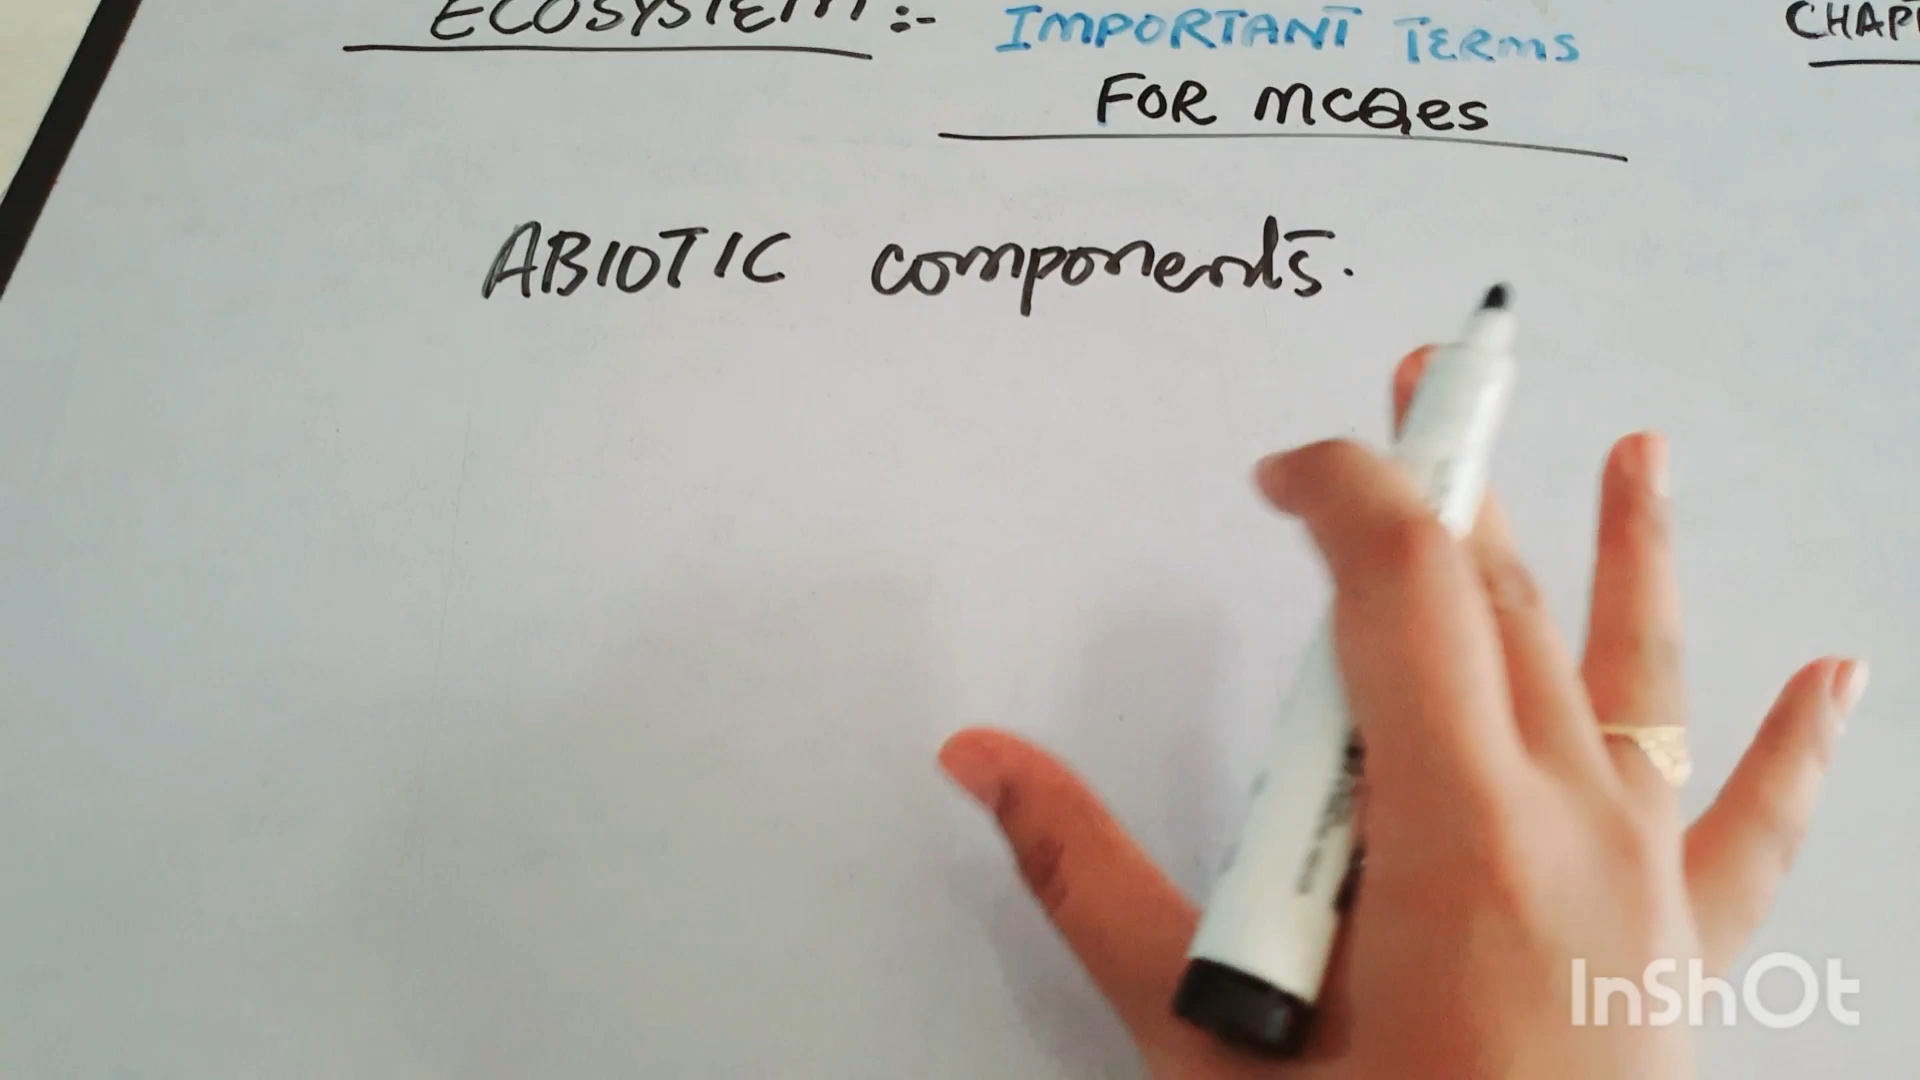 ECOSYSTEM :- IMPORTANT TERMS
FOR MCQes
ABIOTIC components.
InShOt